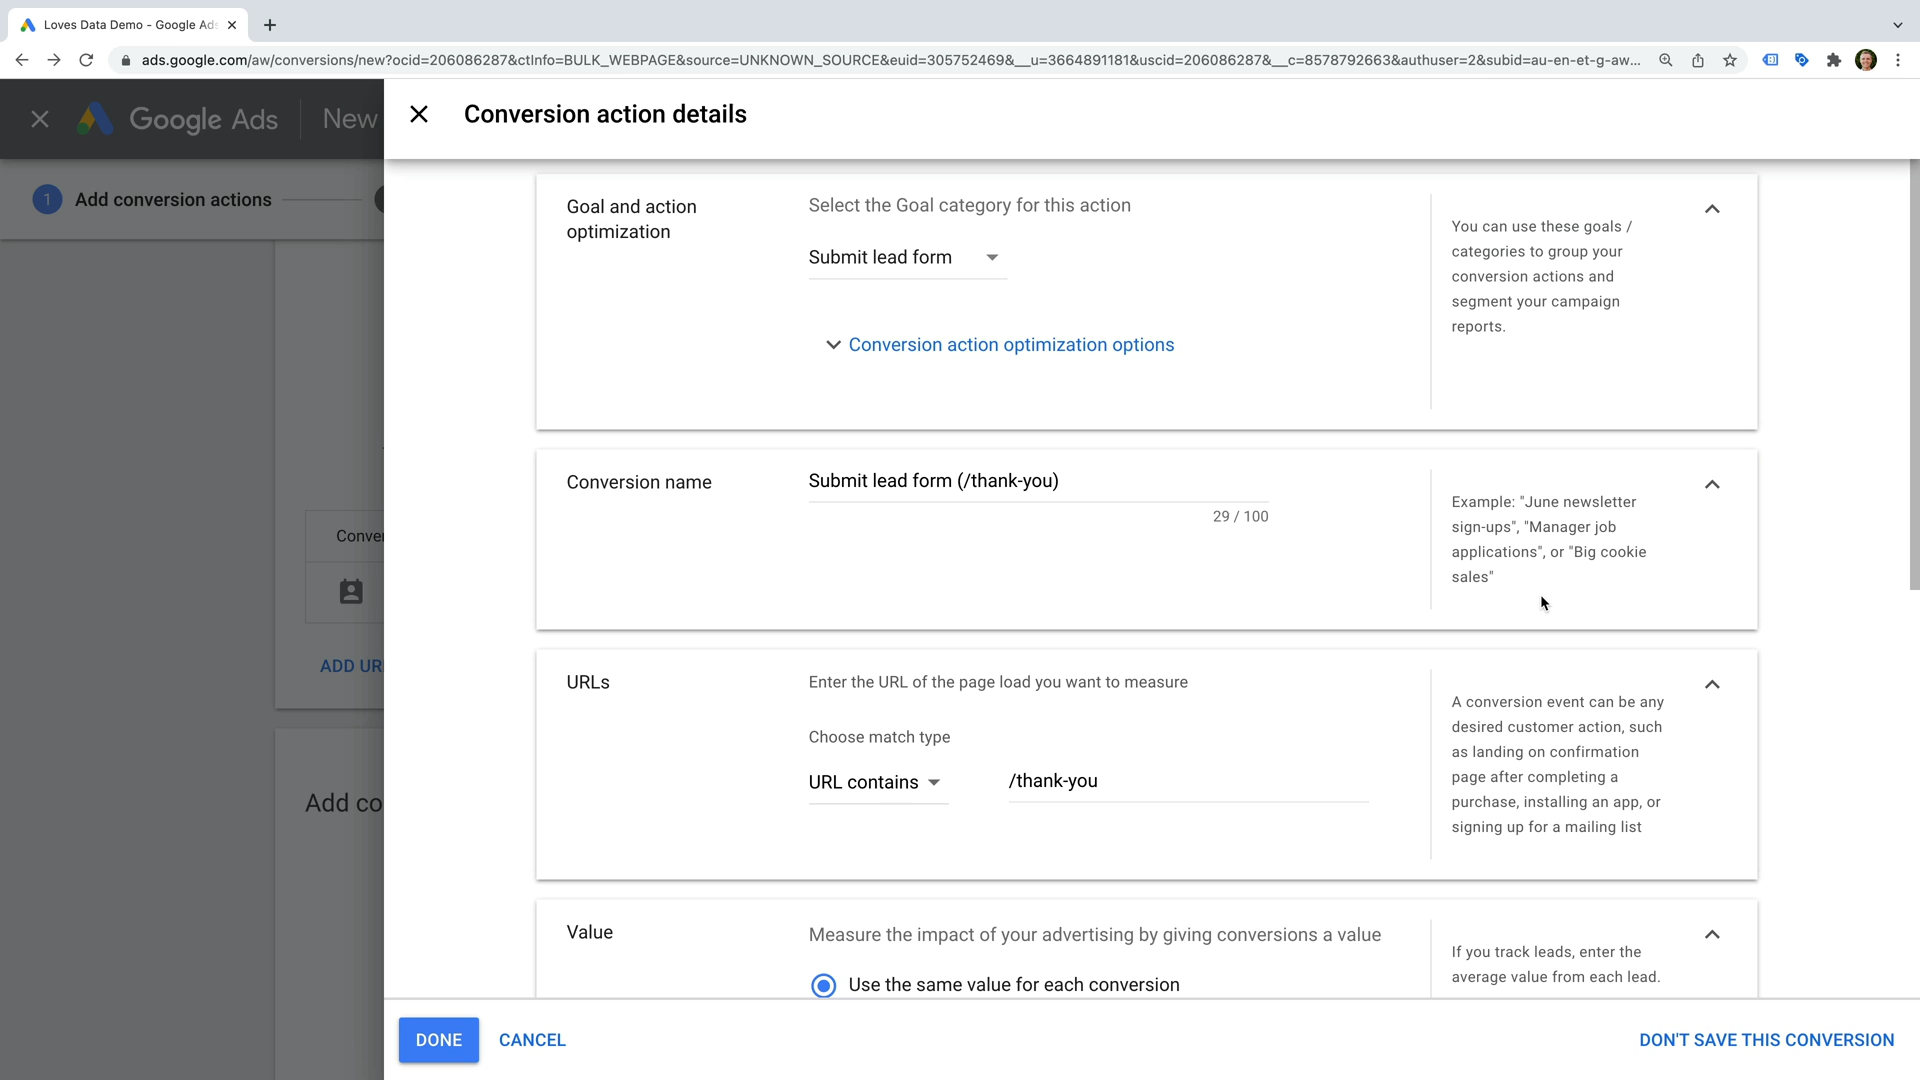 Loves Data Demo - Google Ads
ads.google.com/aw/conversions/new?ocid=206086287&ctInfo=BULK_WEBPAGE&source=UNKNOWN_SOURCE&euid=305752469&__u=3664891181&uscid=206086287&__c=8578792663&authuser=2&subid=au-en-et-g-aw...
Google Ads New
Conversion action details
1 Add conversion actions
Goal and action
optimization
Select the Goal category for this action
Submit lead form
Conversion action optimization options
You can use these goals /
categories to group your
conversion actions and
segment your campaign
reports.
Conversion name
Submit lead form (/thank-you)
29 / 100
Example: "June newsletter
sign-ups", "Manager job
applications", or "Big cookie
sales"
Conver
ADD UR
Add co
URLs
Enter the URL of the page load you want to measure
Choose match type
URL contains
/thank-you
A conversion event can be any
desired customer action, such
as landing on confirmation
page after completing a
purchase, installing an app, or
signing up for a mailing list
Value
Measure the impact of your advertising by giving conversions a value
Use the same value for each conversion
If you track leads, enter the
average value from each lead.
DONE
CANCEL
DON'T SAVE THIS CONVERSION